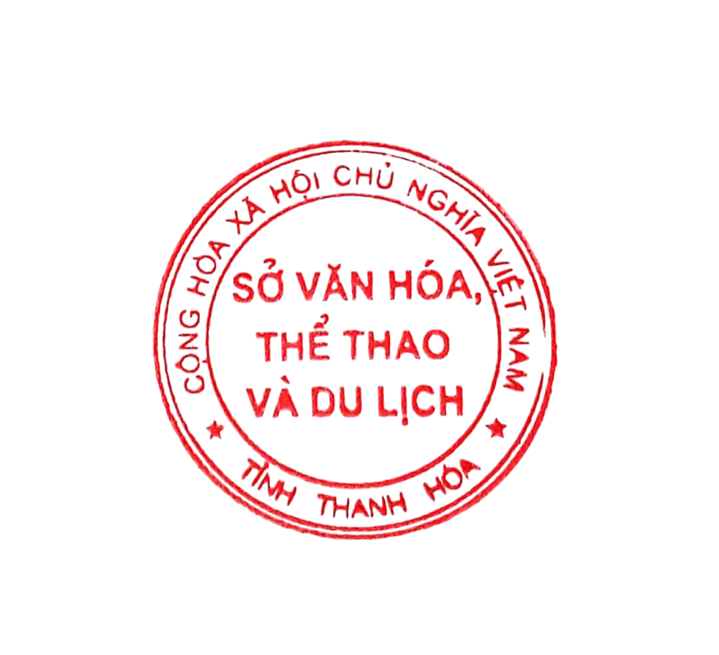 CỘNG HÒA XÃ HỘI CHỦ NGHĨA VIỆT NAM
SỞ VĂN HÓA,
THỂ THAO
VÀ DU LỊCH
★ TỈNH THANH HÓA ★